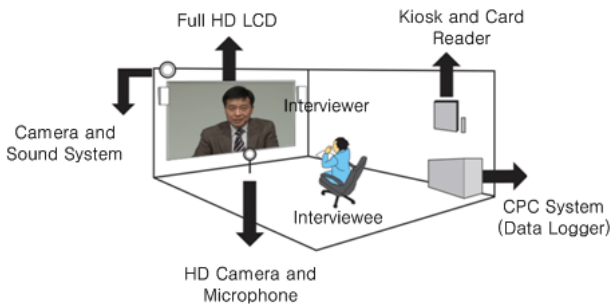 Full HD LCD
Kiosk and Card
Reader
Interviewer
Camera and
Sound System
Interviewee
CPC System
(Data Logger)
HD Camera and
Microphone